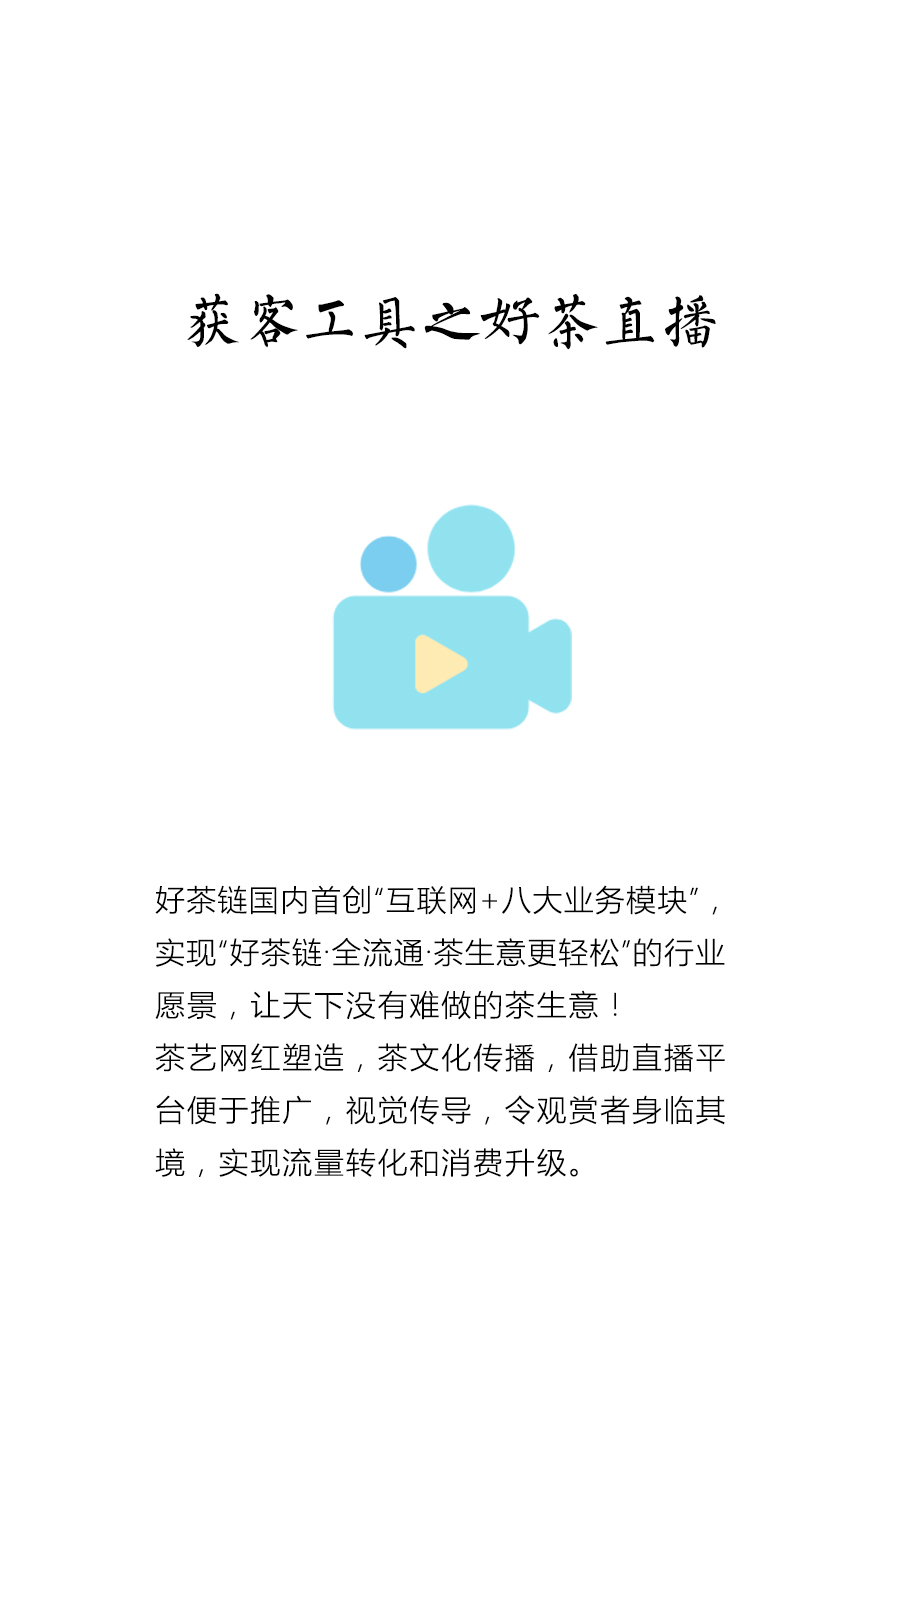 获客工具之好茶直播
好茶链国内首创“互联网+八大业务模块”，
实现“好茶链·全流通·茶生意更轻松”的行业
愿景，让天下没有难做的茶生意！
茶艺网红塑造，茶文化传播，借助直播平
台便于推广，视觉传导，令观赏者身临其
境，实现流量转化和消费升级。